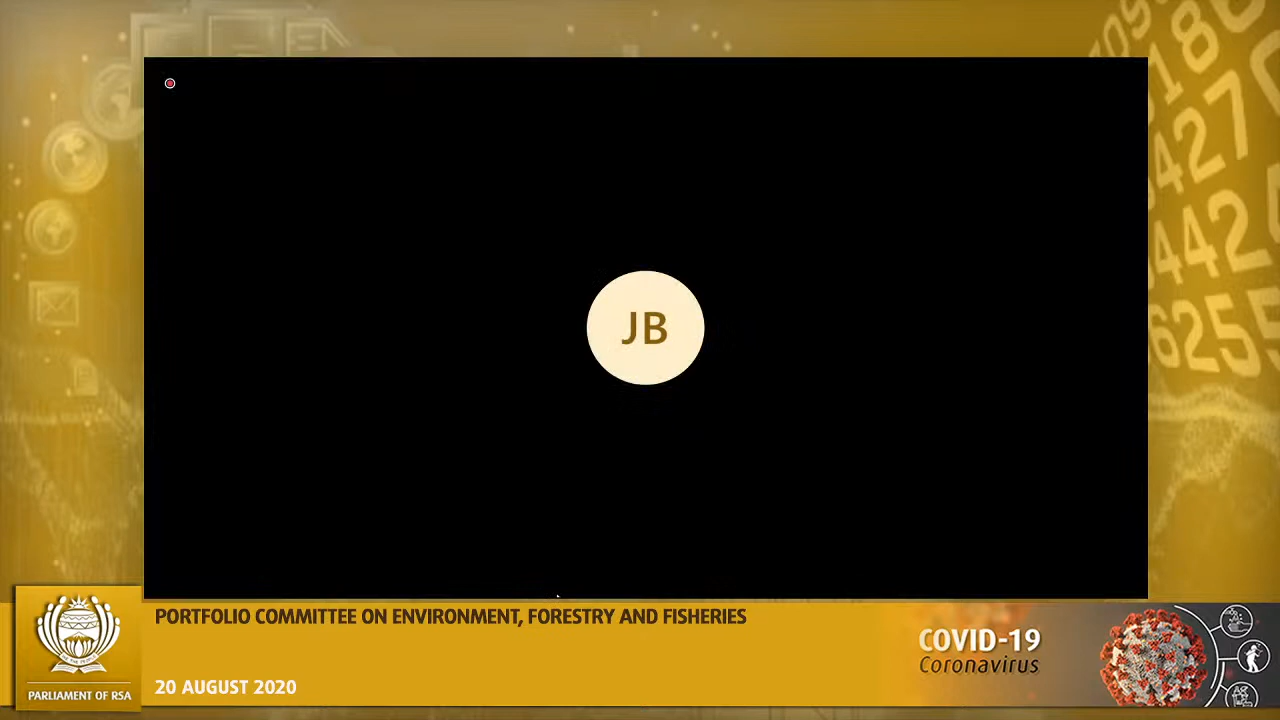 JB
PORTFOLIO COMMITTEE ON ENVIRONMENT, FORESTRY AND FISHERIES
20 AUGUST 2020
PARLIAMENT OF RSA
COVID-19
Coronavirus